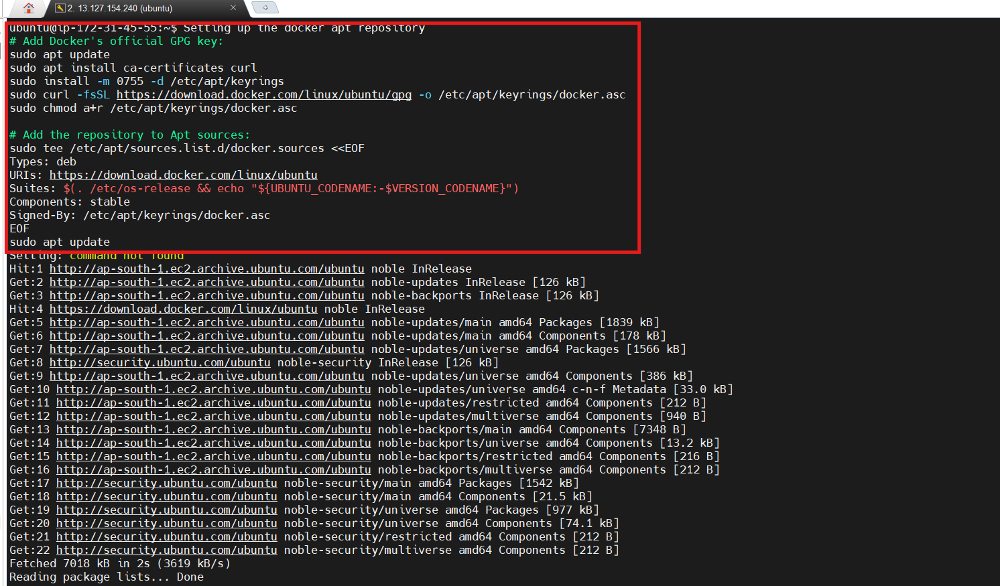 2. 13.127.154.240 (ubuntu)
ubuntu@ip-172-31-45-55:~$ Setting up the docker apt repository
# Add Docker's official GPG key:
sudo apt update
sudo apt install ca-certificates curl
sudo install -m 0755 -d /etc/apt/keyrings
sudo curl -fsSL https://download.docker.com/linux/ubuntu/gpg -o /etc/apt/keyrings/docker.asc
sudo chmod a+r /etc/apt/keyrings/docker.asc
# Add the repository to Apt sources:
sudo tee /etc/apt/sources.list.d/docker.sources <<EOF
Types: deb
URIs: https://download.docker.com/linux/ubuntu
Suites: $(. /etc/os-release && echo "${UBUNTU_CODENAME:-$VERSION_CODENAME}")
Components: stable
Signed-By: /etc/apt/keyrings/docker.asc
EOF
sudo apt update
Setting: command not found
Hit:1 http://ap-south-1.ec2.archive.ubuntu.com/ubuntu noble InRelease
Get:2 http://ap-south-1.ec2.archive.ubuntu.com/ubuntu noble-updates InRelease [126 kB]
Get:3 http://ap-south-1.ec2.archive.ubuntu.com/ubuntu noble-backports InRelease [126 kB]
Hit:4 https://download.docker.com/linux/ubuntu noble InRelease
Get:5 http://ap-south-1.ec2.archive.ubuntu.com/ubuntu noble-updates/main amd64 Packages [1839 kB]
Get:6 http://ap-south-1.ec2.archive.ubuntu.com/ubuntu noble-updates/main amd64 Components [178 kB]
Get:7 http://ap-south-1.ec2.archive.ubuntu.com/ubuntu noble-updates/universe amd64 Packages [1566 kB]
Get:8 http://security.ubuntu.com/ubuntu noble-security InRelease [126 kB]
Get:9 http://ap-south-1.ec2.archive.ubuntu.com/ubuntu noble-updates/universe amd64 Components [386 kB]
Get:10 http://ap-south-1.ec2.archive.ubuntu.com/ubuntu noble-updates/universe amd64 c-n-f Metadata [33.0 kB]
Get:11 http://ap-south-1.ec2.archive.ubuntu.com/ubuntu noble-updates/restricted amd64 Components [212 B]
Get:12 http://ap-south-1.ec2.archive.ubuntu.com/ubuntu noble-updates/multiverse amd64 Components [940 B]
Get:13 http://ap-south-1.ec2.archive.ubuntu.com/ubuntu noble-backports/main amd64 Components [7348 B]
Get:14 http://ap-south-1.ec2.archive.ubuntu.com/ubuntu noble-backports/universe amd64 Components [13.2 kB]
Get:15 http://ap-south-1.ec2.archive.ubuntu.com/ubuntu noble-backports/restricted amd64 Components [216 B]
Get:16 http://ap-south-1.ec2.archive.ubuntu.com/ubuntu noble-backports/multiverse amd64 Components [212 B]
Get:17 http://security.ubuntu.com/ubuntu noble-security/main amd64 Packages [1542 kB]
Get:18 http://security.ubuntu.com/ubuntu noble-security/main amd64 Components [21.5 kB]
Get:19 http://security.ubuntu.com/ubuntu noble-security/universe amd64 Packages [977 kB]
Get:20 http://security.ubuntu.com/ubuntu noble-security/universe amd64 Components [74.1 kB]
Get:21 http://security.ubuntu.com/ubuntu noble-security/restricted amd64 Components [212 B]
Get:22 http://security.ubuntu.com/ubuntu noble-security/multiverse amd64 Components [212 B]
Fetched 7018 kB in 2s (3619 kB/s)
Reading package lists... Done